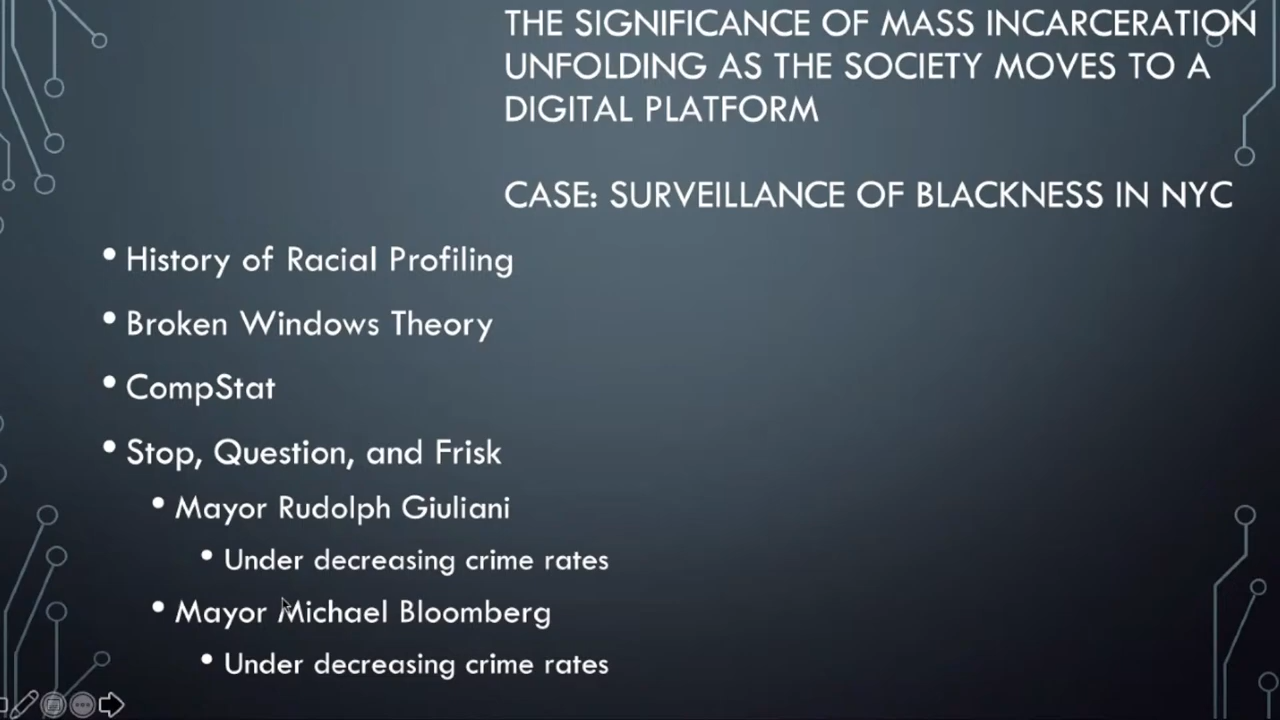 THE SIGNIFICANCE OF MASS INCARCERATION
UNFOLDING AS THE SOCIETY MOVES TO A
DIGITAL PLATFORM
CASE: SURVEILLANCE OF BLACKNESS IN NYC
• History of Racial Profiling
• Broken Windows Theory
• CompStat
• Stop, Question, and Frisk
• Mayor Rudolph Giuliani
• Under decreasing crime rates
• Mayor Michael Bloomberg
• Under decreasing crime rates